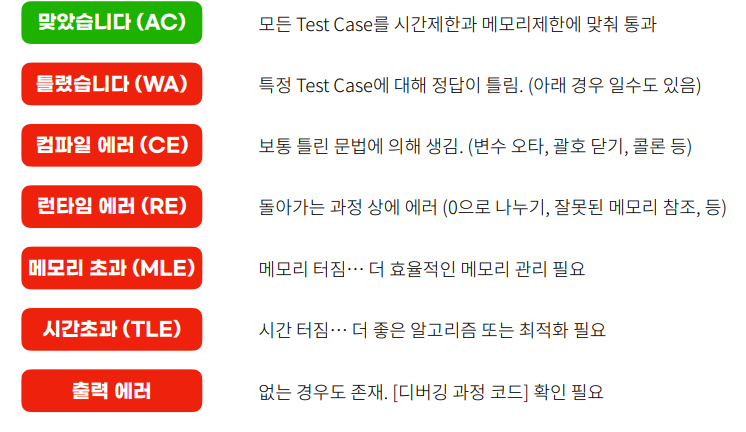 맞았습니다 (AC) 모든 Test Case를 시간제한과 메모리제한에 맞춰 통과
틀렸습니다 (WA) 특정 Test Case에 대해 정답이 틀림. (아래 경우 일수도 있음)
컴파일 에러 (CE) 보통 틀린 문법에 의해 생김. (변수 오타, 괄호 닫기, 콜론 등)
런타임 에러 (RE) 돌아가는 과정 상에 에러 (0으로 나누기, 잘못된 메모리 참조, 등)
메모리 초과 (MLE) 메모리 터짐… 더 효율적인 메모리 관리 필요
시간초과 (TLE) 시간 터짐… 더 좋은 알고리즘 또는 최적화 필요
출력 에러 없는 경우도 존재. [디버깅 과정 코드] 확인 필요